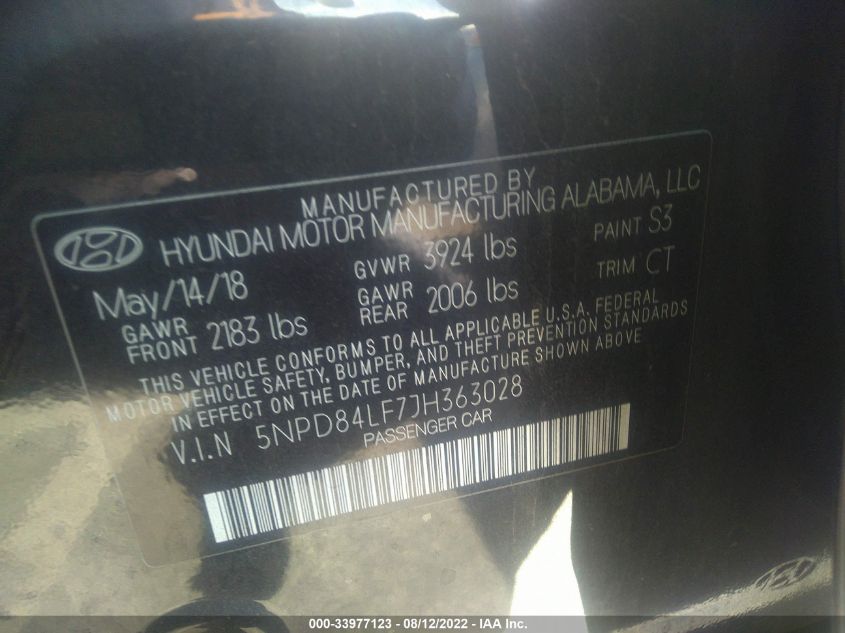 MANUFACTURED BY
HYUNDAI MOTOR MANUFACTURING ALABAMA, LLC
May/14/18 GVWR 3924 lbs PAINT S3
GAWR FRONT 2183 lbs GAWR REAR 2006 lbs TRIM CT
THIS VEHICLE CONFORMS TO ALL APPLICABLE U.S.A. FEDERAL
MOTOR VEHICLE SAFETY, BUMPER, AND THEFT PREVENTION STANDARDS
IN EFFECT ON THE DATE OF MANUFACTURE SHOWN ABOVE
V.I.N 5NPD84LF7JH363028
PASSENGER CAR
000-33977123 - 08/12/2022 - IAA Inc.